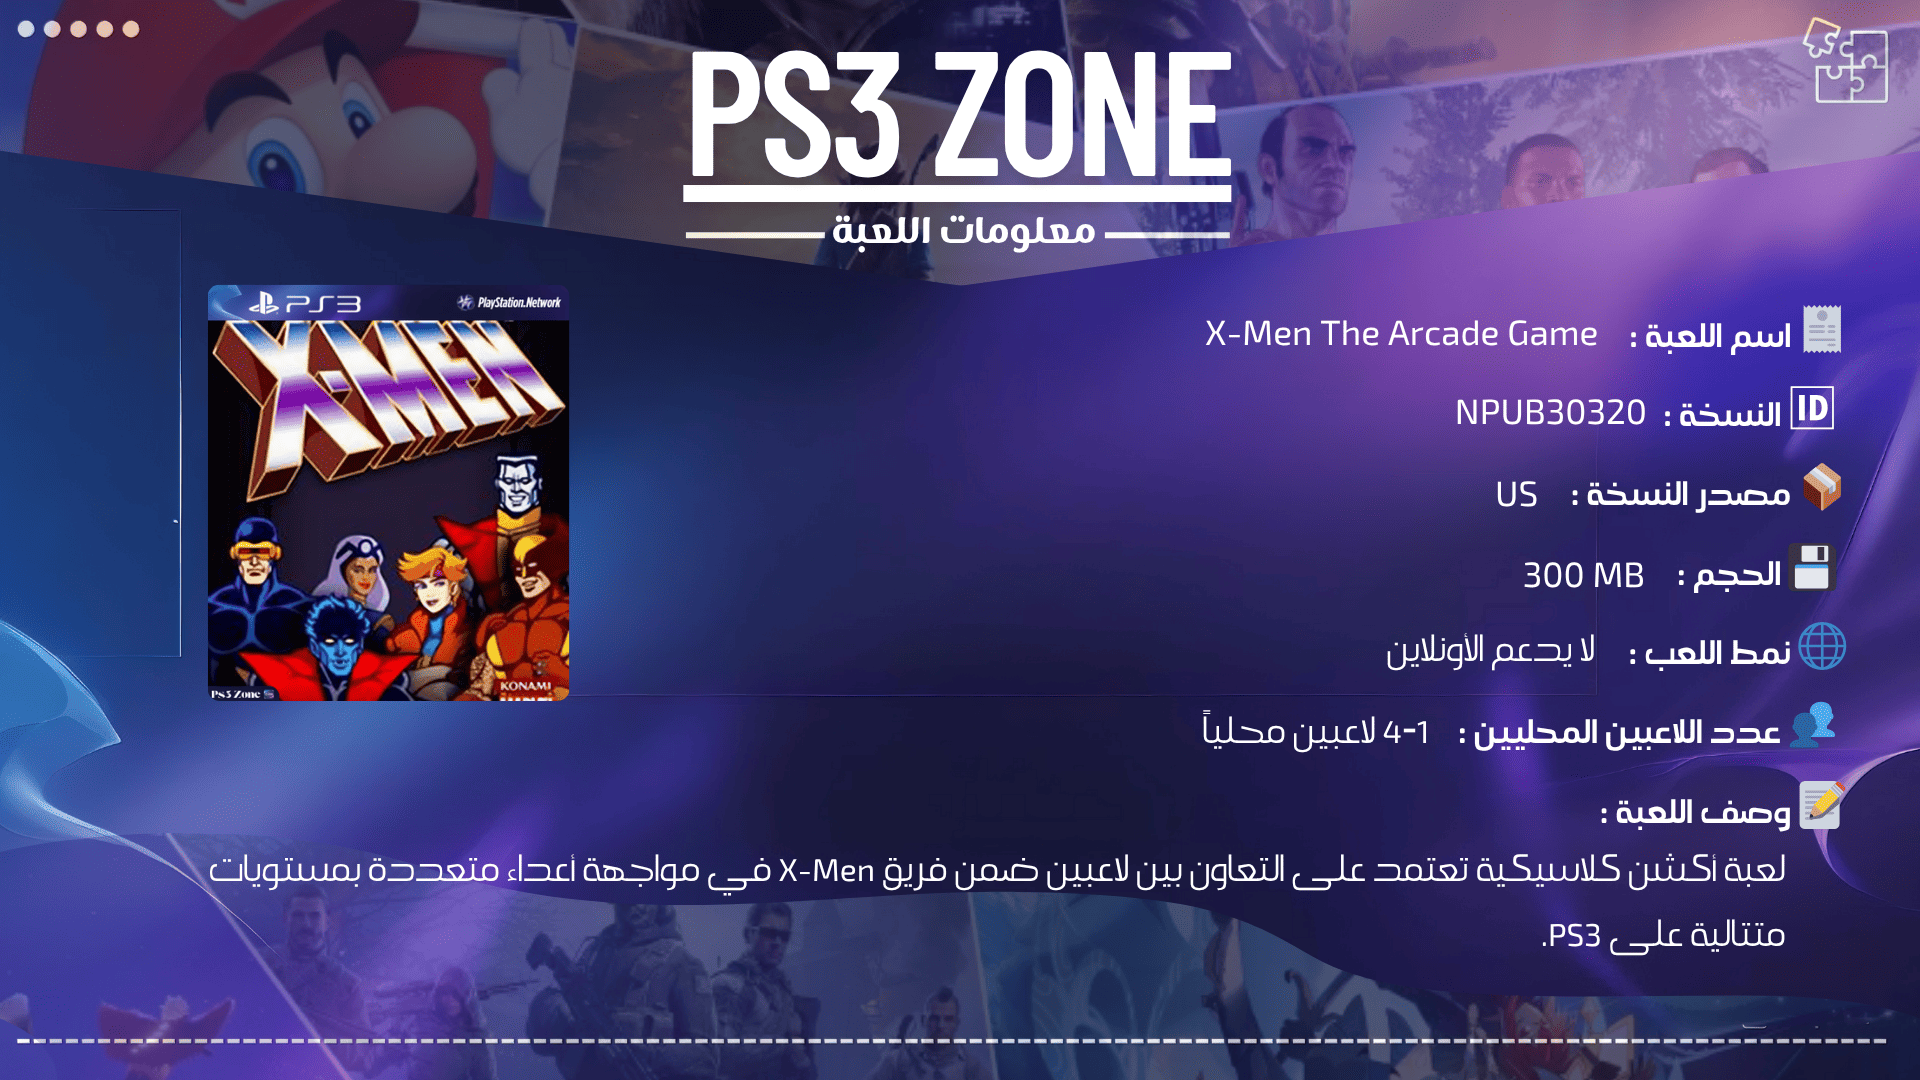 PS3 ZONE
معلومات اللعبة
PS3 PlayStation.Network
X-MEN
KONAMI
Ps3 Zone
اسم اللعبة : X-Men The Arcade Game
ID النسخة : NPUB30320
مصدر النسخة : US
الحجم : 300 MB
نمط اللعب : لا يدعم الأونلاين
عدد اللاعبين المحليين : 1-4 لاعبين محلياً
وصف اللعبة :
لعبة أكشن كلاسيكية تعتمد على التعاون بين لاعبين ضمن فريق X-Men في مواجهة أعداء متعددة بمستويات
متتالية على PS3.